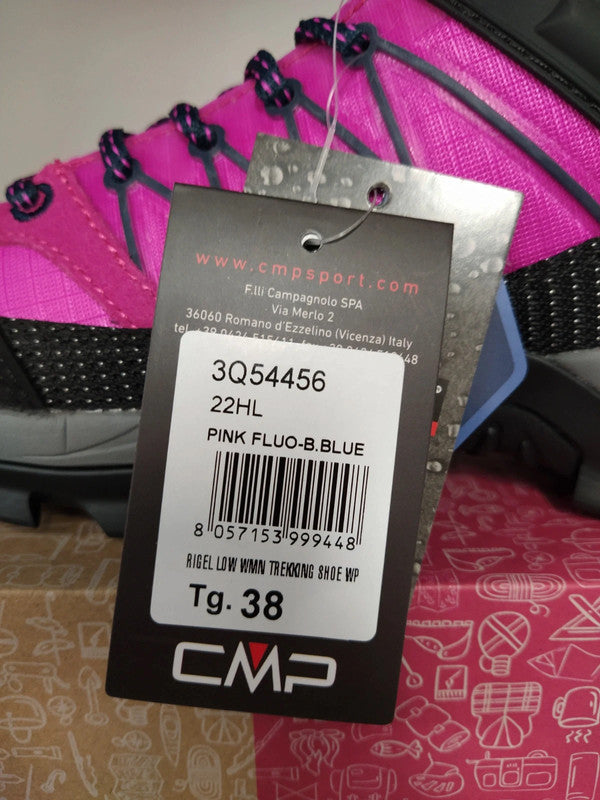 www.cmpsport.com
F.lli Campagnolo SPA
Via Merlo 2
36060 Romano d'Ezzelino (Vicenza) Italy
3Q54456
22HL
PINK FLUO-B.BLUE
8 057153 999448
RIGEL LOW WMN TREKKING SHOE WP
Tg. 38
CMP